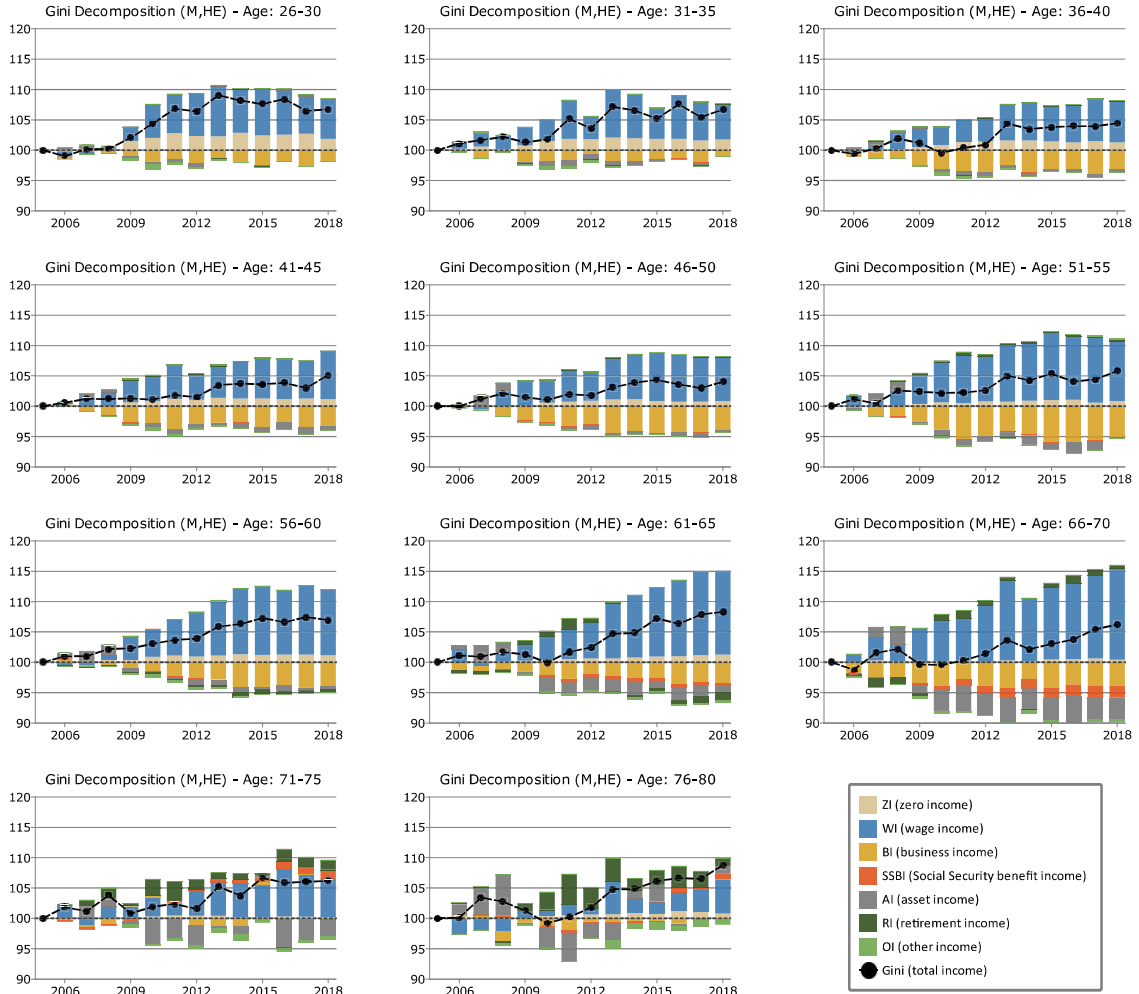 Gini Decomposition (M,HE) - Age: 26-30
120
115
110
105
100
95
90
2006 2009 2012 2015 2018
Gini Decomposition (M,HE) - Age: 31-35
120
115
110
105
100
95
90
2006 2009 2012 2015 2018
Gini Decomposition (M,HE) - Age: 36-40
120
115
110
105
100
95
90
2006 2009 2012 2015 2018
Gini Decomposition (M,HE) - Age: 41-45
120
115
110
105
100
95
90
2006 2009 2012 2015 2018
Gini Decomposition (M,HE) - Age: 46-50
120
115
110
105
100
95
90
2006 2009 2012 2015 2018
Gini Decomposition (M,HE) - Age: 51-55
120
115
110
105
100
95
90
2006 2009 2012 2015 2018
Gini Decomposition (M,HE) - Age: 56-60
120
115
110
105
100
95
90
2006 2009 2012 2015 2018
Gini Decomposition (M,HE) - Age: 61-65
120
115
110
105
100
95
90
2006 2009 2012 2015 2018
Gini Decomposition (M,HE) - Age: 66-70
120
115
110
105
100
95
90
2006 2009 2012 2015 2018
Gini Decomposition (M,HE) - Age: 71-75
120
115
110
105
100
95
90
2006 2009 2012 2015 2018
Gini Decomposition (M,HE) - Age: 76-80
120
115
110
105
100
95
90
2006 2009 2012 2015 2018
ZI (zero income)
WI (wage income)
BI (business income)
SSBI (Social Security benefit income)
AI (asset income)
RI (retirement income)
OI (other income)
Gini (total income)